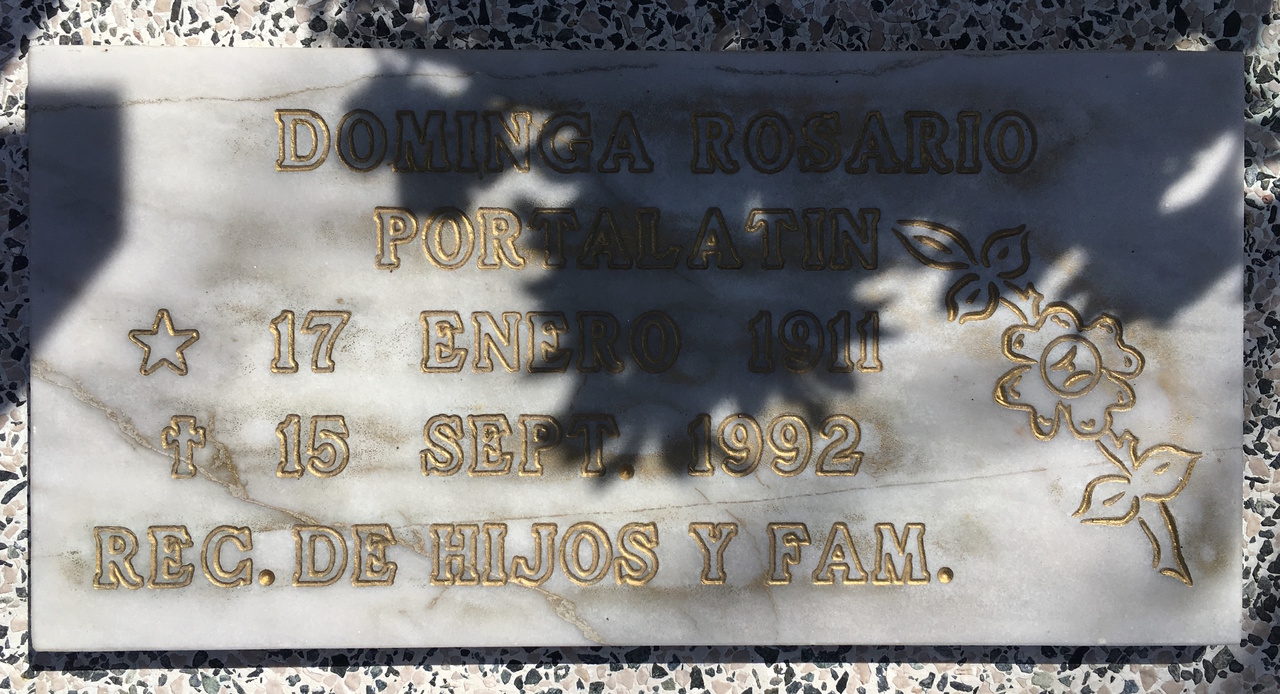 DOMINGA ROSARIO
PORTALATIN
17 ENERO 1911
15 SEPT. 1992
REC. DE HIJOS Y FAM.